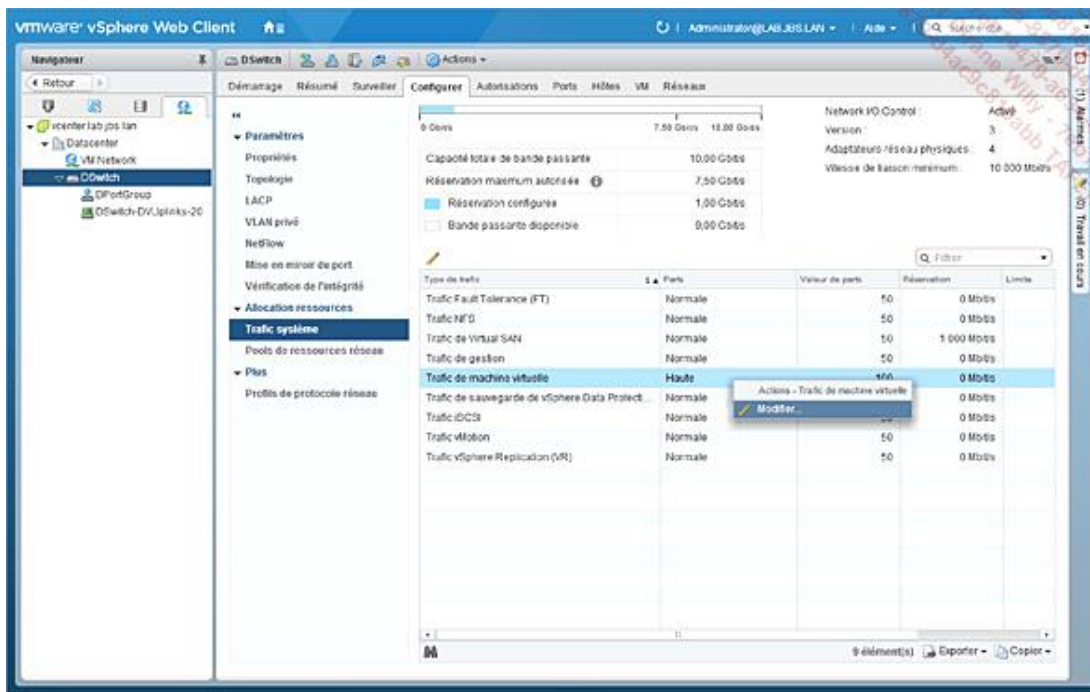 vmware® vSphere Web Client
Administrator@LAB.JBS.LAN
Aide
Navigateur
DSwitch
Actions
Retour
Démarrage Résumé Surveiller Configurer Autorisations Ports Hôtes VM Réseaux
vcenter.lab.jbs.lan
Datacenter
VM Network
DSwitch
DPortGroup
DSwitch-DVUplinks-20
Paramètres
Propriétés
Topologie
LACP
VLAN privé
NetFlow
Mise en miroir de port
Vérification de l'intégrité
Allocation ressources
Trafic système
Pools de ressources réseau
Plus
Profils de protocole réseau
0 Gbit/s 7,50 Gbit/s 10,00 Gbit/s
Capacité totale de bande passante 10,00 Gbit/s
Réservation maximum autorisée 7,50 Gbit/s
Réservation configurée 1,00 Gbit/s
Bande passante disponible 9,00 Gbit/s
Network I/O Control : Activé
Version : 3
Adaptateurs réseau physiques : 4
Vitesse de liaison minimum : 10 000 Mbit/s
Filtrer
Type de trafic 1 Parts Valeur de parts Réservation Limite
Trafic Fault Tolerance (FT) Normale 50 0 Mbit/s
Trafic NFS Normale 50 0 Mbit/s
Trafic de Virtual SAN Normale 50 1 000 Mbit/s
Trafic de gestion Normale 50 0 Mbit/s
Trafic de machine virtuelle Haute 100 0 Mbit/s
Trafic de sauvegarde de vSphere Data Protecti... Normale 0 Mbit/s
Trafic iSCSI Normale 50 0 Mbit/s
Trafic vMotion Normale 50 0 Mbit/s
Trafic vSphere Replication (VR) Normale 50 0 Mbit/s
Actions - Trafic de machine virtuelle
Modifier...
9 élément(s) Exporter Copier
(1) Alarmes
(0) Travail en cours